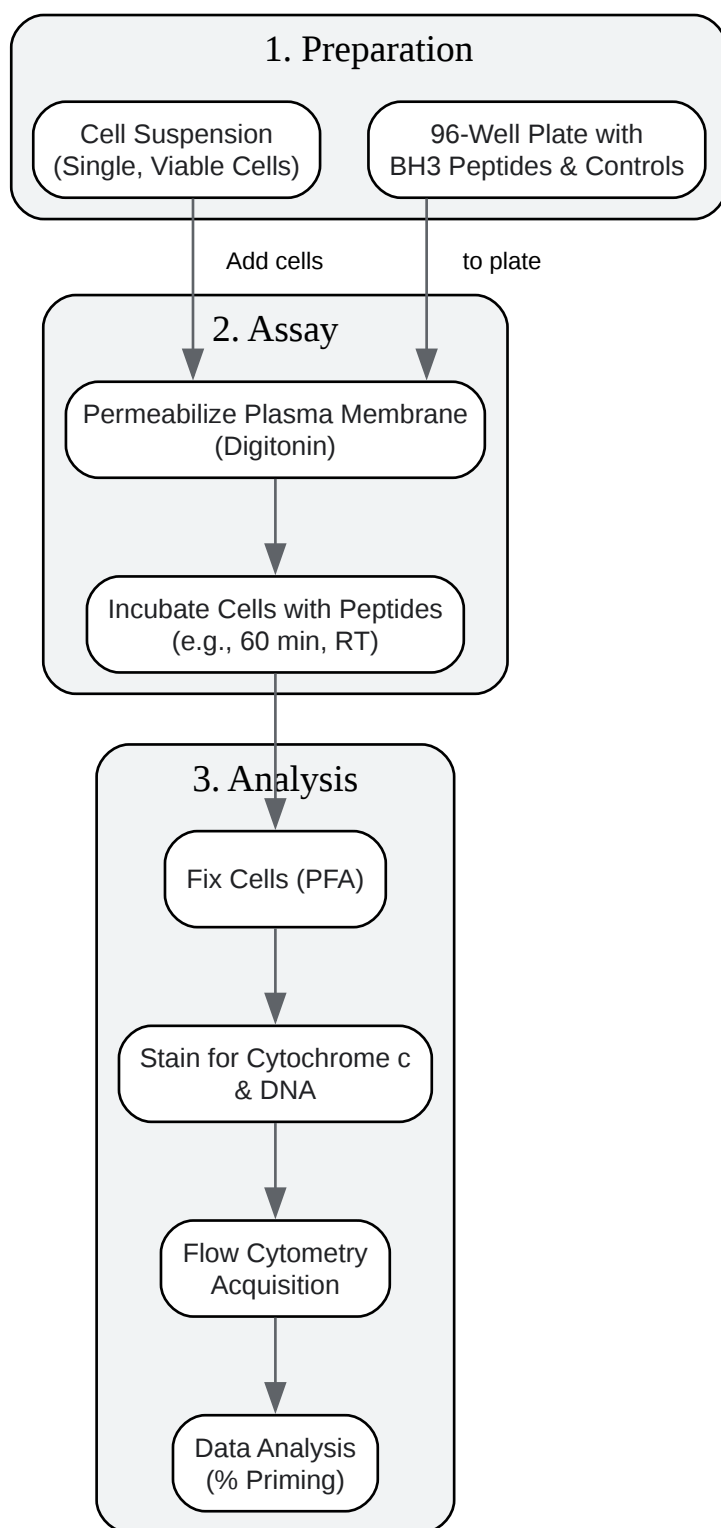 1. Preparation
Cell Suspension
(Single, Viable Cells)
96-Well Plate with
BH3 Peptides & Controls
Add cells
to plate
2. Assay
Permeabilize Plasma Membrane
(Digitonin)
Incubate Cells with Peptides
(e.g., 60 min, RT)
3. Analysis
Fix Cells (PFA)
Stain for Cytochrome c
& DNA
Flow Cytometry
Acquisition
Data Analysis
(% Priming)